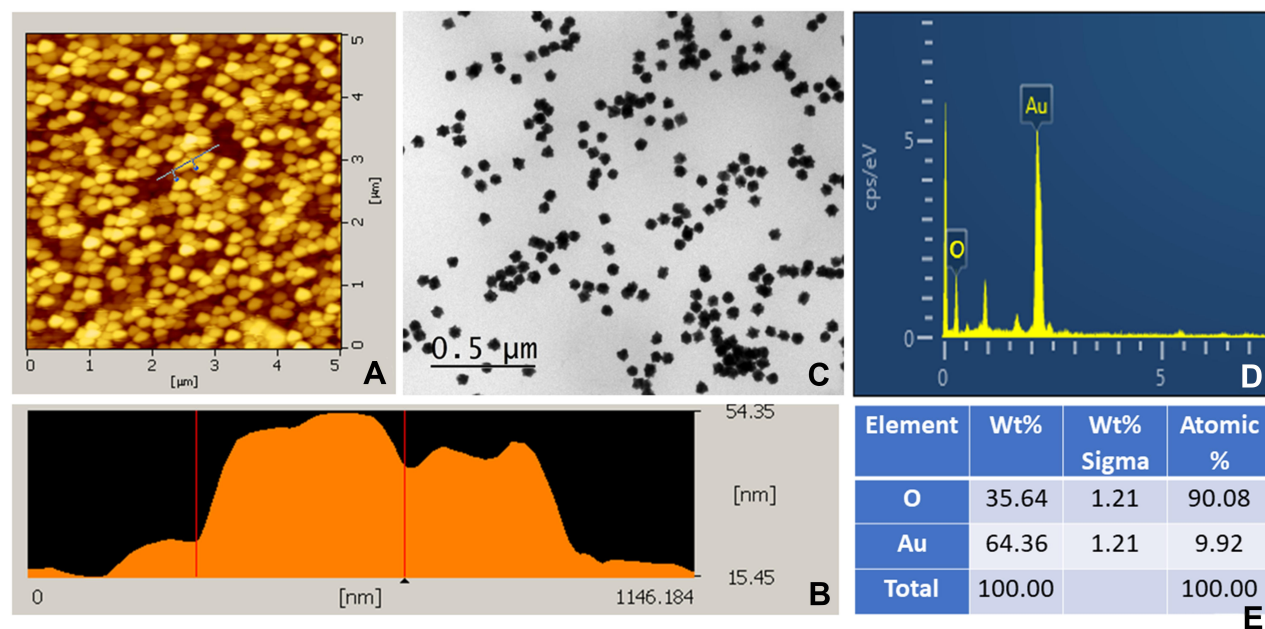 5
4
3
2
1
0
[µm]
0 1 2 3 4 5
[µm]
A
0.5 µm
C
cps/eV
5
0
O
Au
0 5
D
54.35
[nm]
15.45
0 [nm] 1146.184
B
Element Wt% Wt% Atomic
Sigma %
O 35.64 1.21 90.08
Au 64.36 1.21 9.92
Total 100.00 100.00
E